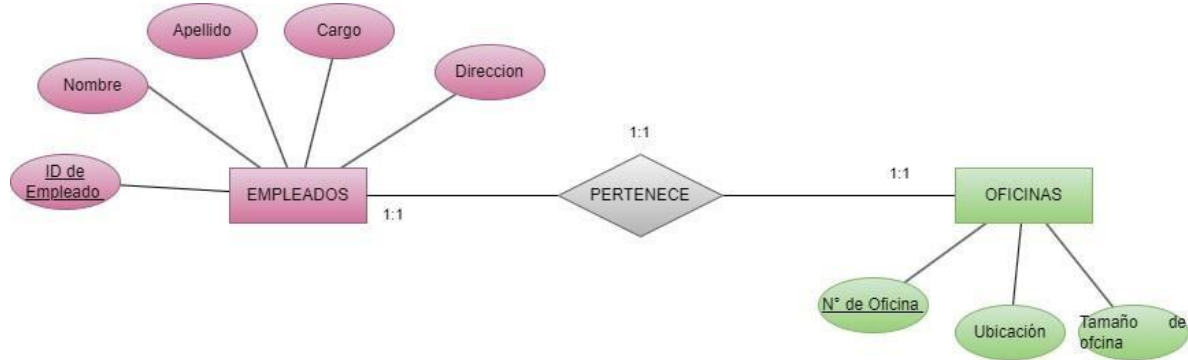 Apellido
Cargo
Nombre
Direccion
1:1
ID de
Empleado
EMPLEADOS
PERTENECE
1:1
OFICINAS
1:1
N° de Oficina
Ubicación
Tamaño de
ofcina